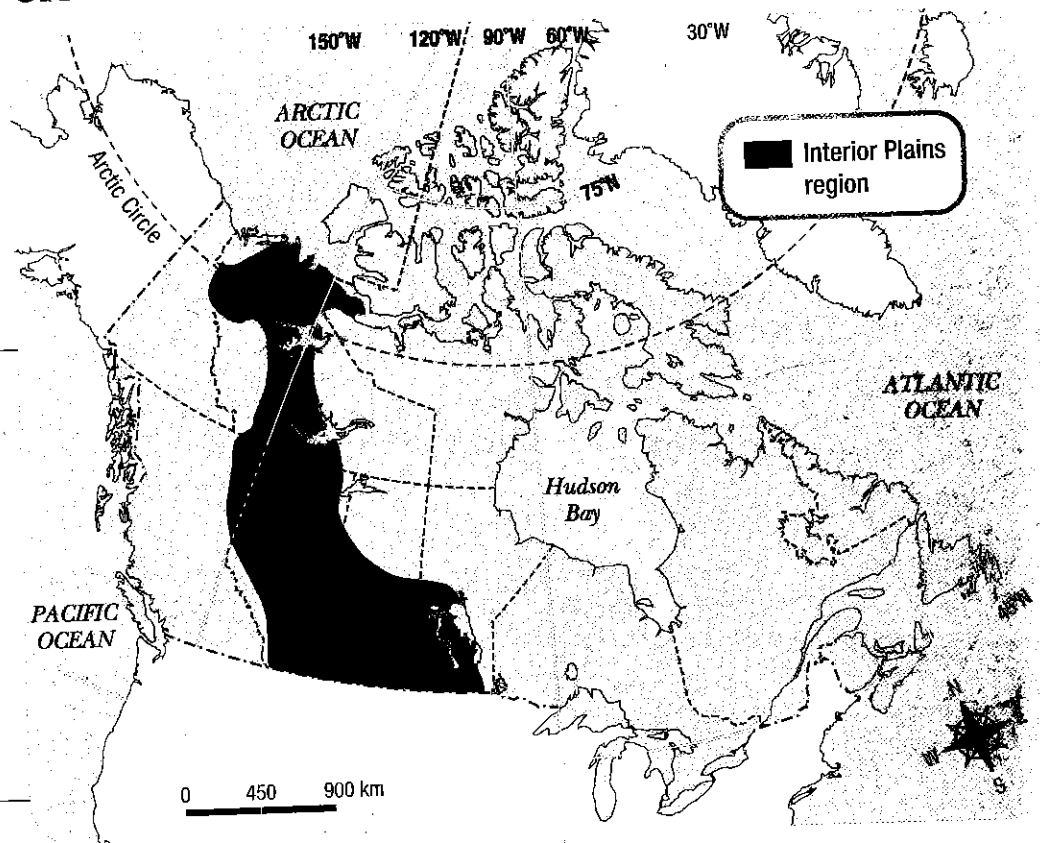 150°W 120°W 90°W 60°W 30°W
ARCTIC
OCEAN
Arctic Circle
75°N
Interior Plains
region
ATLANTIC
OCEAN
Hudson
Bay
PACIFIC
OCEAN
N
W
S
0 450 900 km